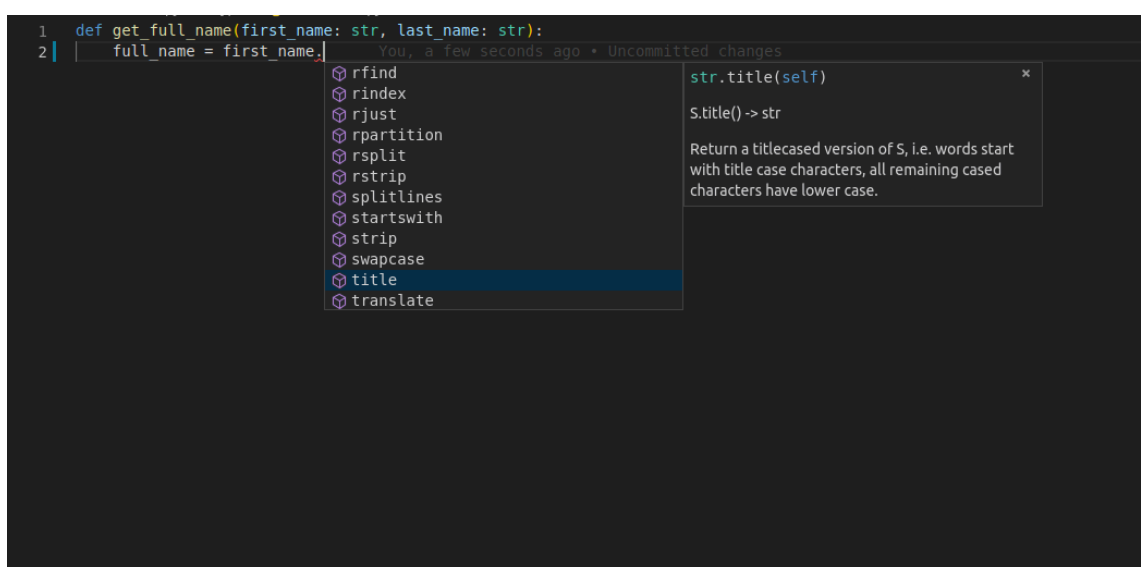 1 def get_full_name(first_name: str, last_name: str):
2 full_name = first_name. You, a few seconds ago • Uncommitted changes
rfind
rindex
rjust
rpartition
rsplit
rstrip
splitlines
startswith
strip
swapcase
title
translate
str.title(self) ×
S.title() -> str
Return a titlecased version of S, i.e. words start
with title case characters, all remaining cased
characters have lower case.